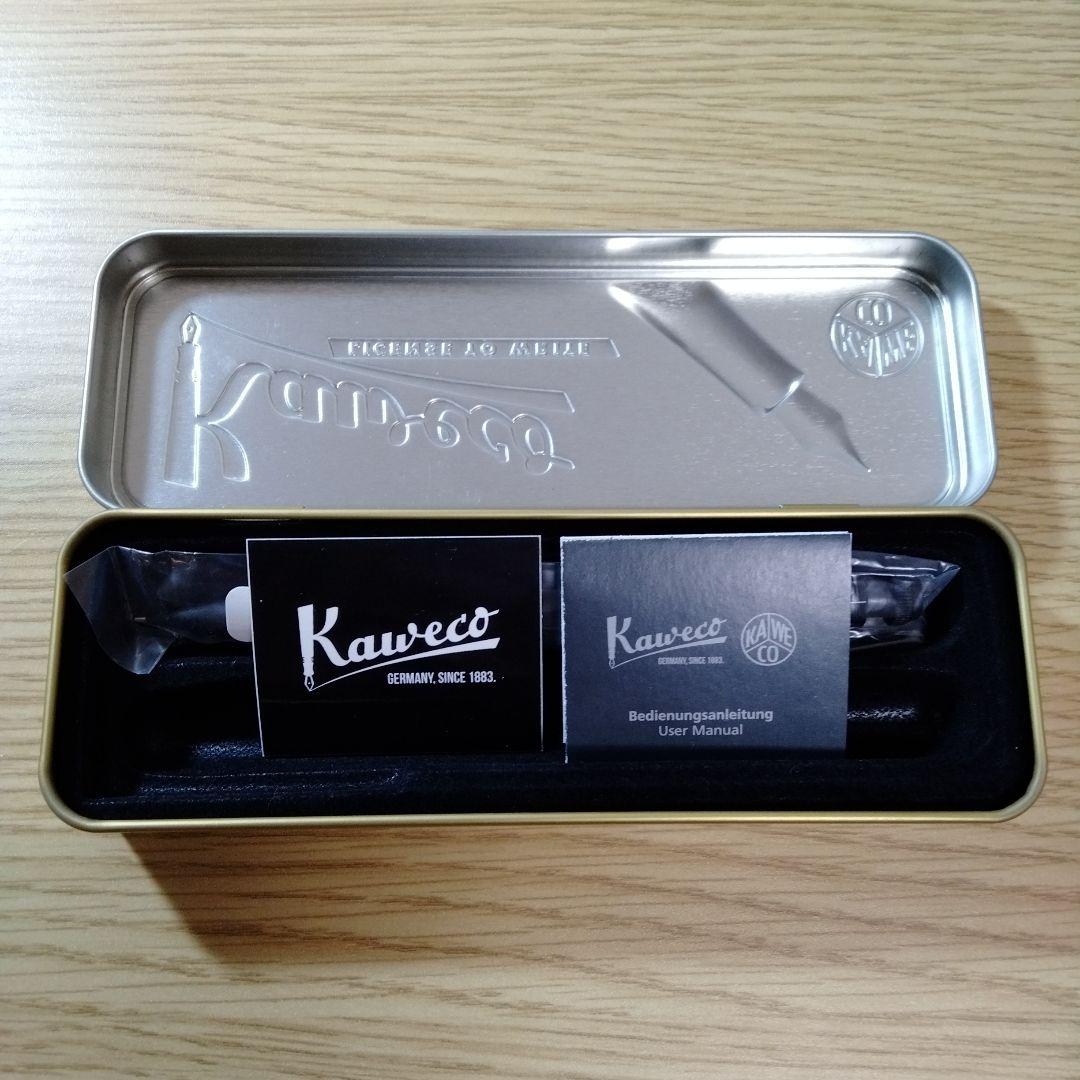 LICENSE TO WRITE
Kaweco
KA WE CO
Kaweco
GERMANY, SINCE 1883.
Kaweco
GERMANY, SINCE 1883.
KA WE CO
Bedienungsanleitung
User Manual